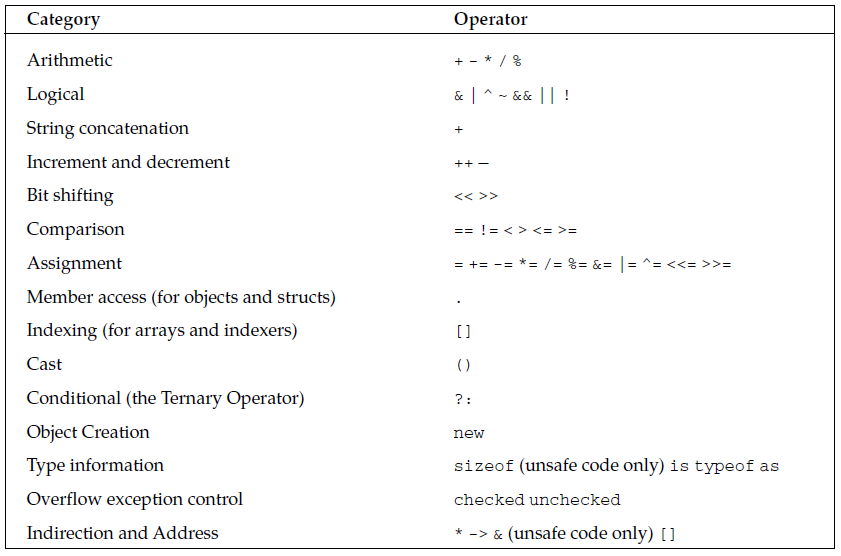 Category Operator
Arithmetic + - * / %
Logical & | ^ ~ && || !
String concatenation +
Increment and decrement ++ —
Bit shifting << >>
Comparison == != < > <= >=
Assignment = += -= *= /= %= &= |= ^= <<= >>=
Member access (for objects and structs) .
Indexing (for arrays and indexers) []
Cast ()
Conditional (the Ternary Operator) ?:
Object Creation new
Type information sizeof (unsafe code only) is typeof as
Overflow exception control checked unchecked
Indirection and Address * -> & (unsafe code only) []